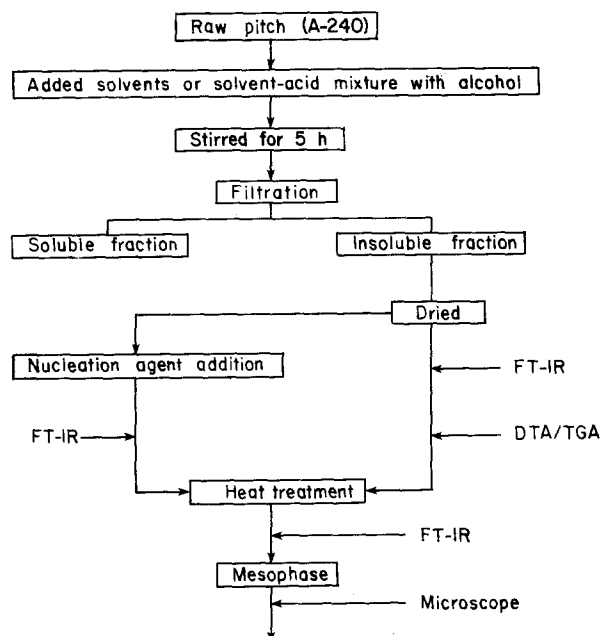 Raw pitch (A-240)
Added solvents or solvent-acid mixture with alcohol
Stirred for 5 h
Filtration
Soluble fraction
Insoluble fraction
Dried
Nucleation agent addition
FT-IR
FT-IR
DTA/TGA
Heat treatment
FT-IR
Mesophase
Microscope